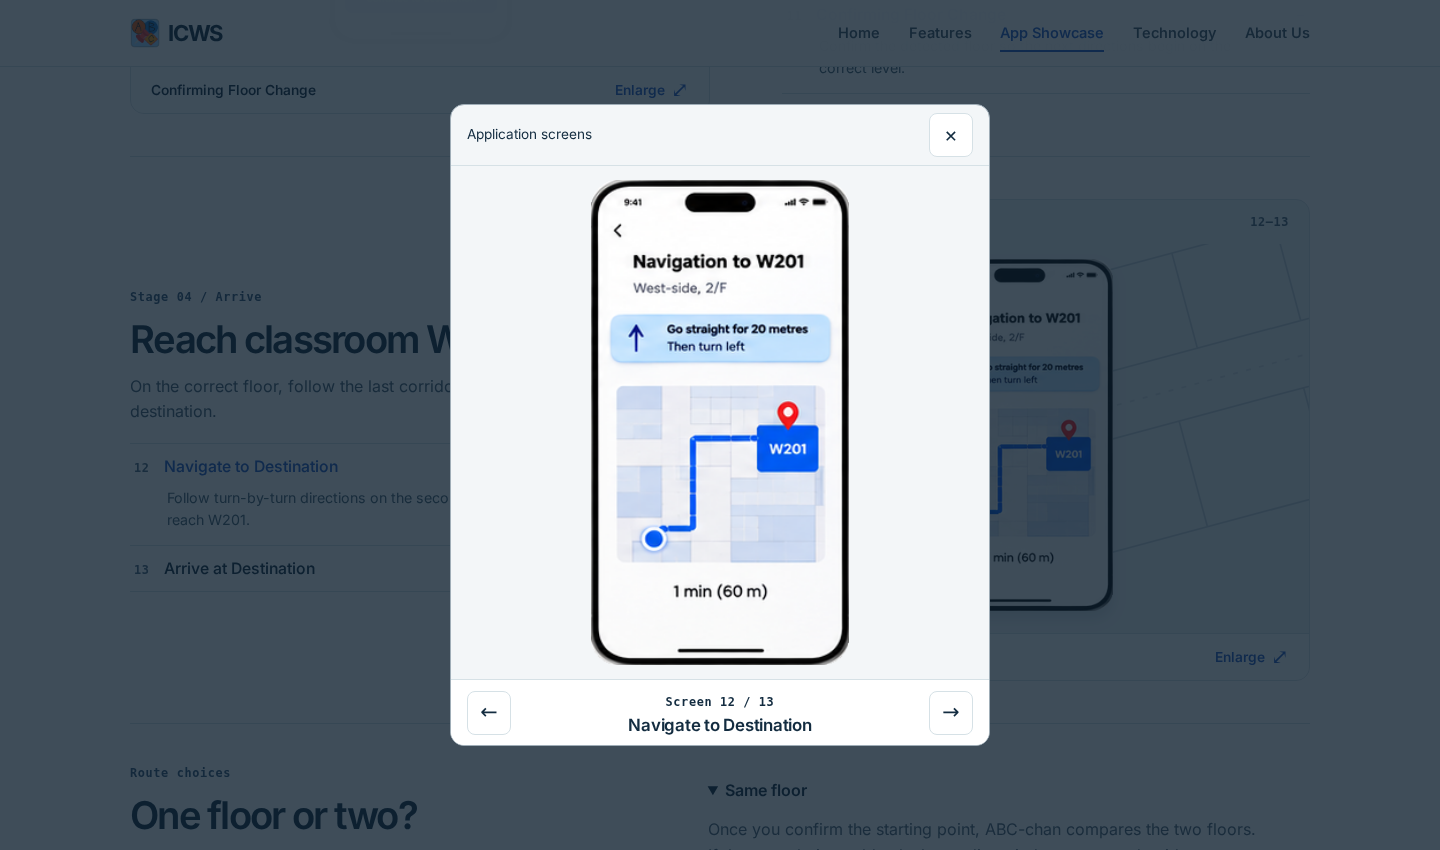 ICWS
Home
Features
App Showcase
Technology
About Us
correct level.
Confirming Floor Change
Enlarge
Application screens
×
9:41
Navigation to W201
West-side, 2/F
Go straight for 20 metres
Then turn left
W201
1 min (60 m)
Screen 12 / 13
Navigate to Destination
12–13
Stage 04 / Arrive
Reach classroom W
On the correct floor, follow the last corrido
destination.
12 Navigate to Destination
Follow turn-by-turn directions on the seco
reach W201.
13 Arrive at Destination
gation to W201
ide, 2/F
straight for 20 metres
en turn left
W201
min (60 m)
Enlarge
Route choices
One floor or two?
Same floor
Once you confirm the starting point, ABC-chan compares the two floors.